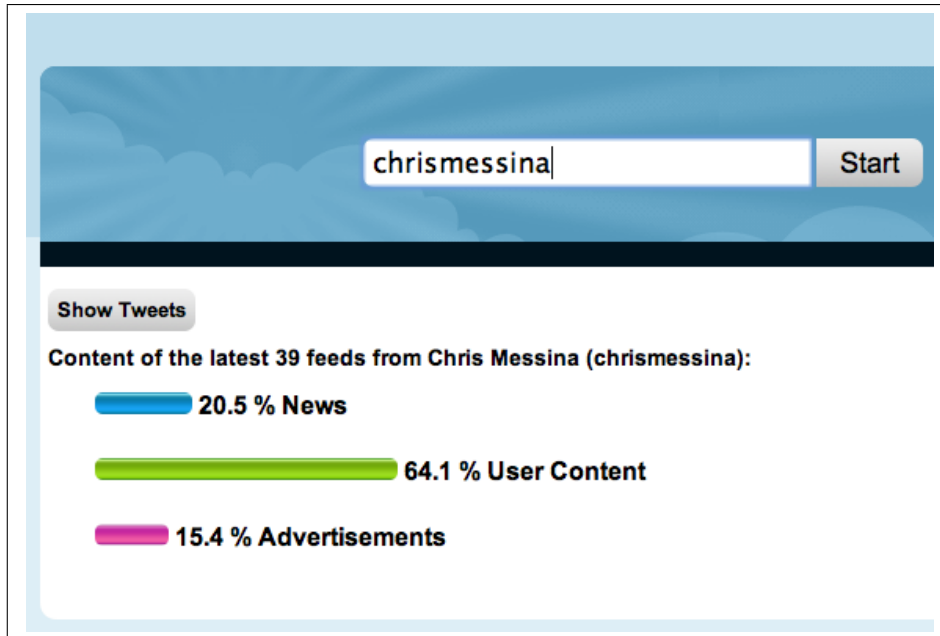 chrismessina
Start
Show Tweets
Content of the latest 39 feeds from Chris Messina (chrismessina):
20.5 % News
64.1 % User Content
15.4 % Advertisements